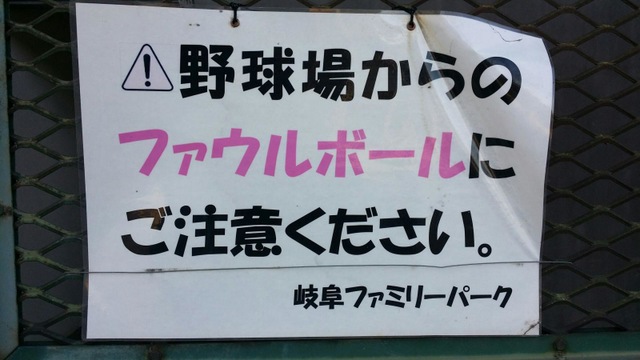 ⚠野球場からの
ファウルボールに
ご注意ください。
岐阜ファミリーパーク